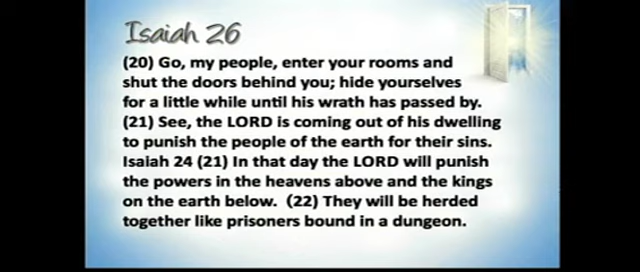 Isaiah 26
(20) Go, my people, enter your rooms and
shut the doors behind you; hide yourselves
for a little while until his wrath has passed by.
(21) See, the LORD is coming out of his dwelling
to punish the people of the earth for their sins.
Isaiah 24 (21) In that day the LORD will punish
the powers in the heavens above and the kings
on the earth below.  (22) They will be herded
together like prisoners bound in a dungeon.